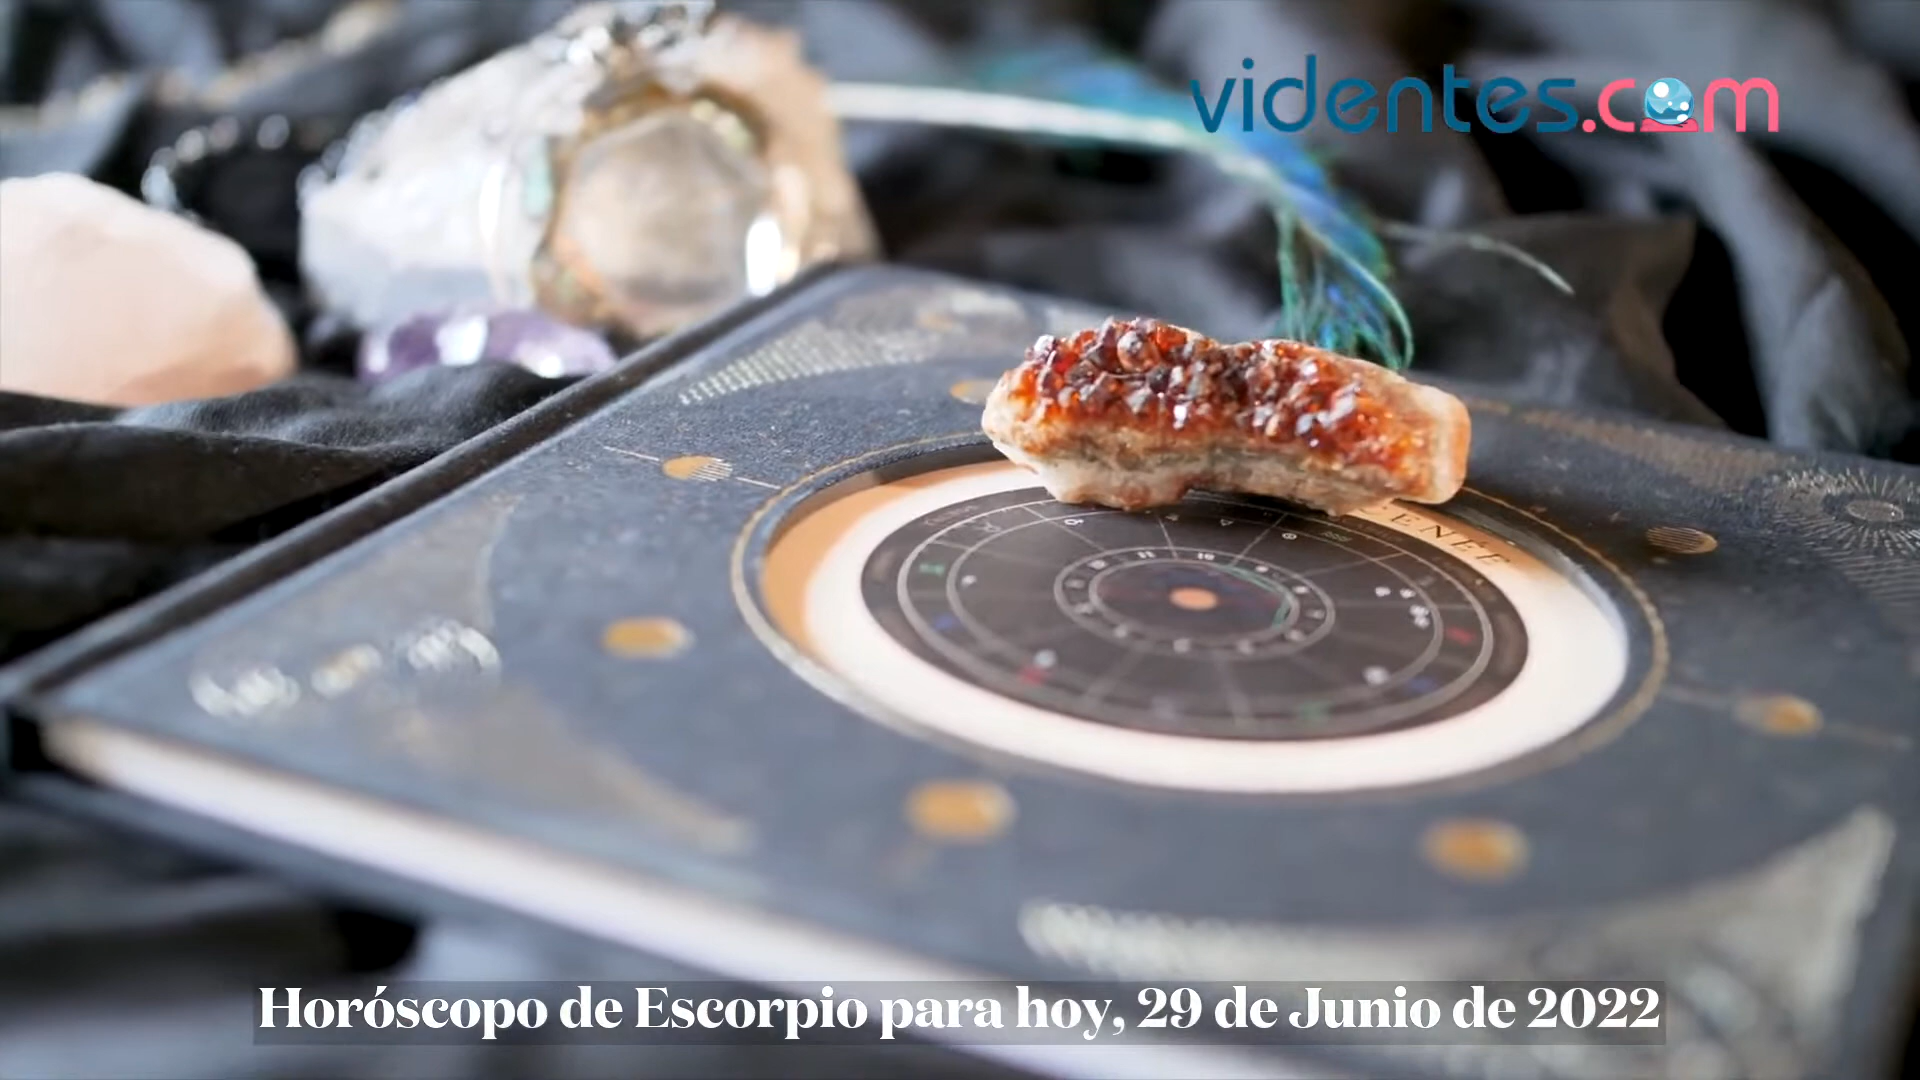 videntes.com
Horóscopo de Escorpio para hoy, 29 de Junio de 2022